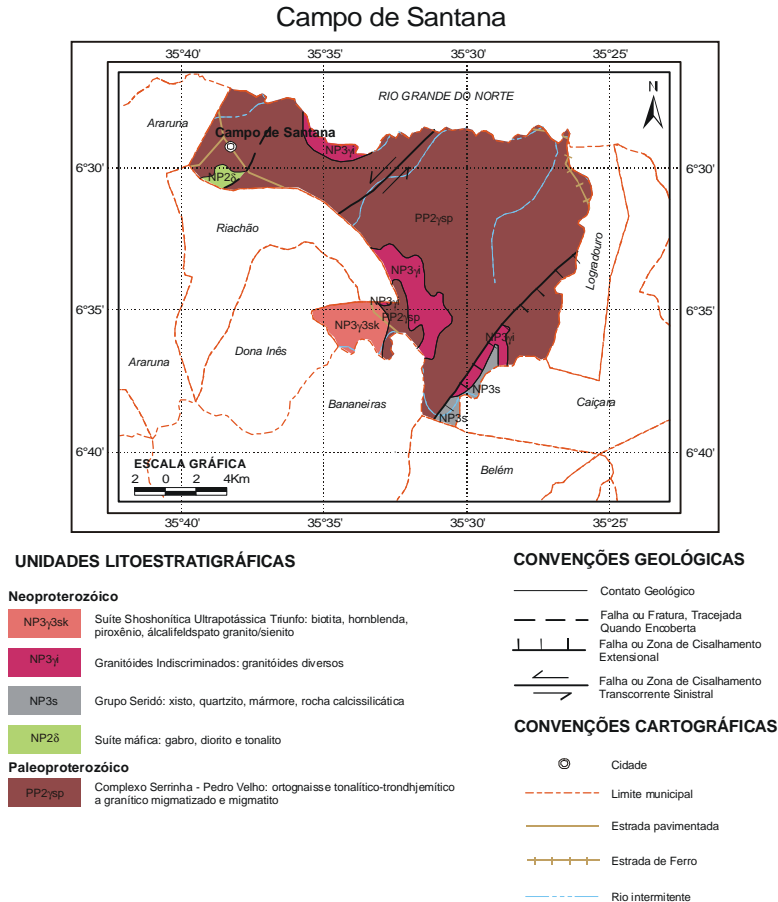 Campo de Santana
35°40' 35°35' 35°30' 35°25'
RIO GRANDE DO NORTE
N
Araruna
Campo de Santana
NP3γi
6°30' 6°30'
NP2δ
PP2γsp
Riachão
Logradouro
NP3γi
NP3γi
6°35' 6°35'
PP2γsp
NP3γ3sk
NP3γi
Dona Inês
Araruna
NP3s
Bananeiras
Caiçara
NP3s
6°40' 6°40'
ESCALA GRÁFICA
Belém
2 0 2 4Km
35°40' 35°35' 35°30' 35°25'
UNIDADES LITOESTRATIGRÁFICAS
Neoproterozóico
NP3γ3sk
Suíte Shoshonítica Ultrapotássica Triunfo: biotita, hornblenda,
piroxênio, álcalifeldspato granito/sienito
NP3γi
Granitóides Indiscriminados: granitóides diversos
NP3s
Grupo Seridó: xisto, quartzito, mármore, rocha calcissilicática
NP2δ
Suíte máfica: gabro, diorito e tonalito
Paleoproterozóico
PP2γsp
Complexo Serrinha - Pedro Velho: ortognaisse tonalítico-trondhjemítico
a granítico migmatizado e migmatito
CONVENÇÕES GEOLÓGICAS
Contato Geológico
Falha ou Fratura, Tracejada
Quando Encoberta
Falha ou Zona de Cisalhamento
Extensional
Falha ou Zona de Cisalhamento
Transcorrente Sinistral
CONVENÇÕES CARTOGRÁFICAS
Cidade
Limite municipal
Estrada pavimentada
Estrada de Ferro
Rio intermitente